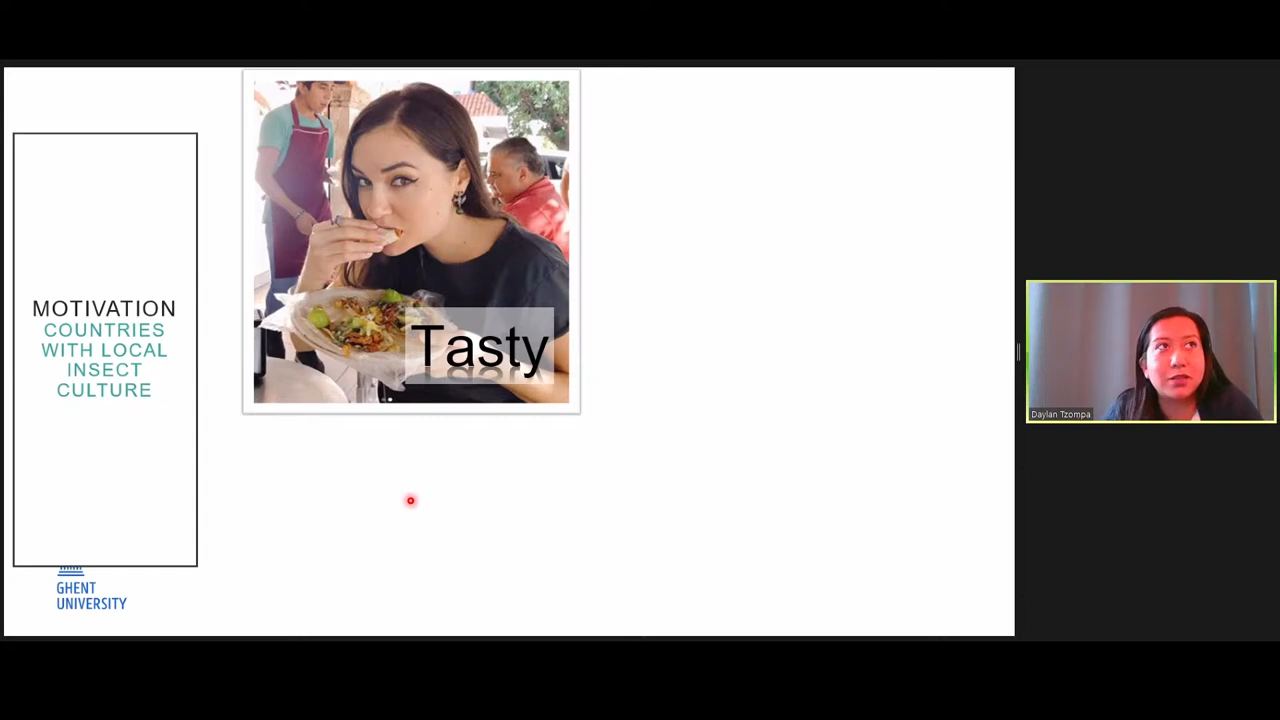 MOTIVATION
COUNTRIES
WITH LOCAL
INSECT
CULTURE
Tasty
GHENT
UNIVERSITY
Daylan Tzompa